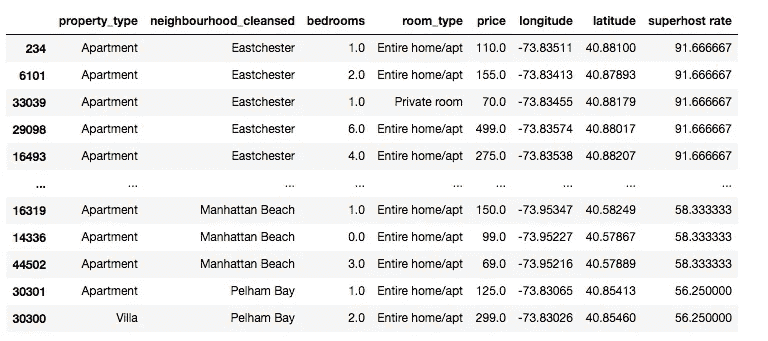 property_type neighbourhood_cleansed bedrooms room_type price longitude latitude superhost rate
234 Apartment Eastchester 1.0 Entire home/apt 110.0 -73.83511 40.88100 91.666667
6101 Apartment Eastchester 2.0 Entire home/apt 155.0 -73.83413 40.87893 91.666667
33039 Apartment Eastchester 1.0 Private room 70.0 -73.83455 40.88179 91.666667
29098 Apartment Eastchester 6.0 Entire home/apt 499.0 -73.83574 40.88017 91.666667
16493 Apartment Eastchester 4.0 Entire home/apt 275.0 -73.83538 40.88207 91.666667
... ... ... ... ... ... ... ... ...
16319 Apartment Manhattan Beach 1.0 Entire home/apt 150.0 -73.95347 40.58249 58.333333
14336 Apartment Manhattan Beach 0.0 Entire home/apt 99.0 -73.95227 40.57867 58.333333
44502 Apartment Manhattan Beach 3.0 Entire home/apt 69.0 -73.95216 40.57889 58.333333
30301 Apartment Pelham Bay 1.0 Entire home/apt 125.0 -73.83065 40.85413 56.250000
30300 Villa Pelham Bay 2.0 Entire home/apt 299.0 -73.83026 40.85460 56.250000